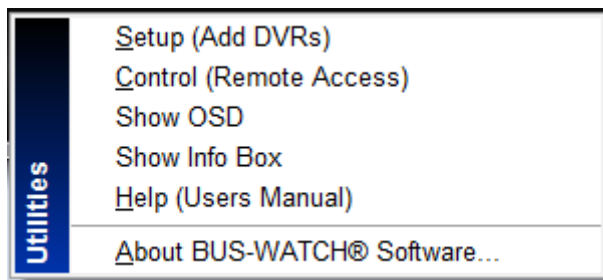 Setup (Add DVRs)
Control (Remote Access)
Show OSD
Show Info Box
Help (Users Manual)
About BUS-WATCH® Software...
Utilities